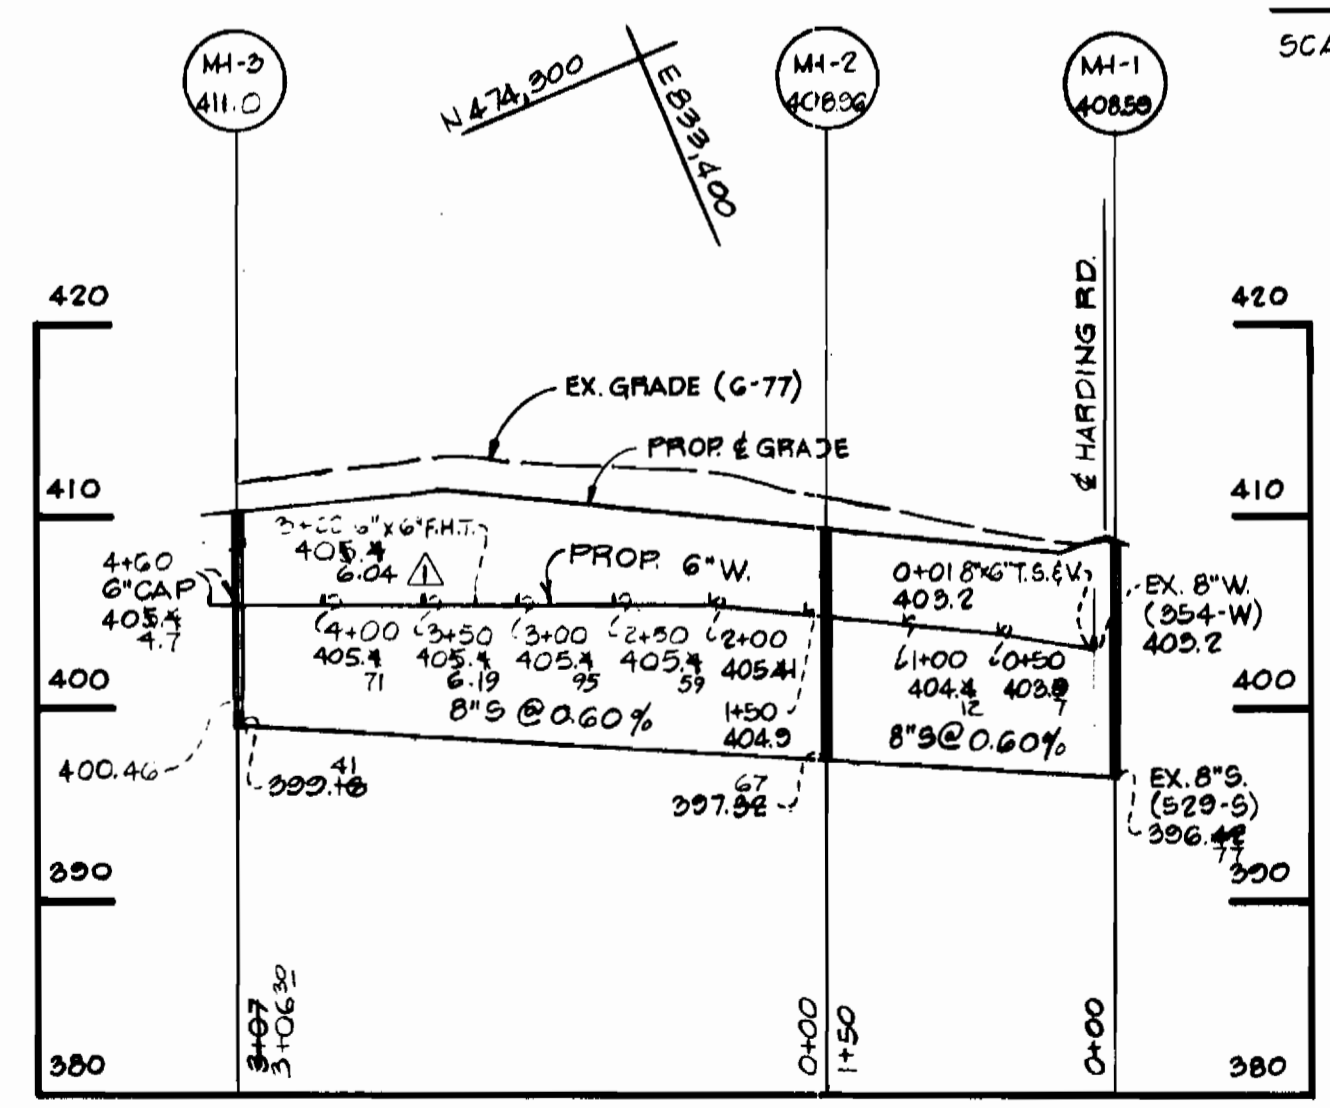 SCA
MH-3
411.0
N 474,300
E 833,400
MH-2
408.96
MH-1
408.59
420
420
₵ HARDING RD.
EX. GRADE (6-77)
PROP. ₵ GRADE
410
410
6"x6" F.H.T.
405.4
6.04
1
PROP. 6" W.
4+60
6" CAP
405.4
4.7
0+01 8"x6" T.S.&V.
403.2
EX. 8" W.
(354-W)
403.2
4+00
405.4
71
3+50
405.4
6.19
3+00
405.4
95
2+50
405.4
59
2+00
405.41
1+50
404.9
1+00
404.4
12
0+50
403.9
7
400
400
8"S @ 0.60%
8"S @ 0.60%
400.46
41
399.18
67
397.32
EX. 8"S.
(529-S)
396.42
77
390
390
3+07
3+06 30
0+00
1+50
0+00
380
380